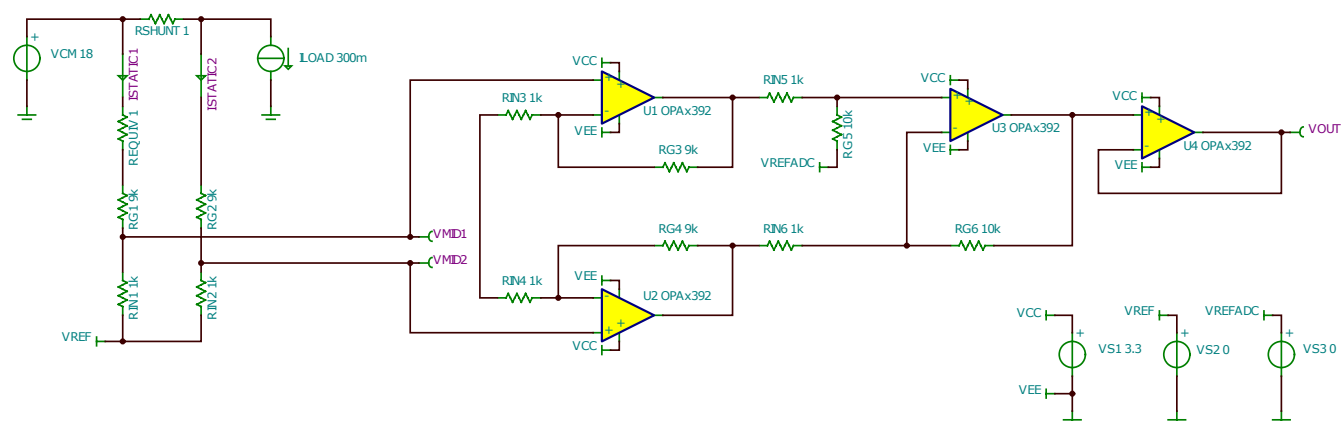 VCM 18
RSHUNT 1
ILOAD 300m
ISTATIC1
ISTATIC2
REQUIV 1
RG1 9k
RG2 9k
RIN1 1k
RIN2 1k
VREF
VMID1
VMID2
VCC
U1 OPAx392
VEE
RIN3 1k
RG3 9k
RIN4 1k
RG4 9k
VEE
U2 OPAx392
VCC
RIN5 1k
RG5 10k
VREFADC
RIN6 1k
VCC
U3 OPAx392
VEE
RG6 10k
VCC
U4 OPAx392
VEE
VOUT
VCC
VS1 3.3
VEE
VREF
VS2 0
VREFADC
VS3 0